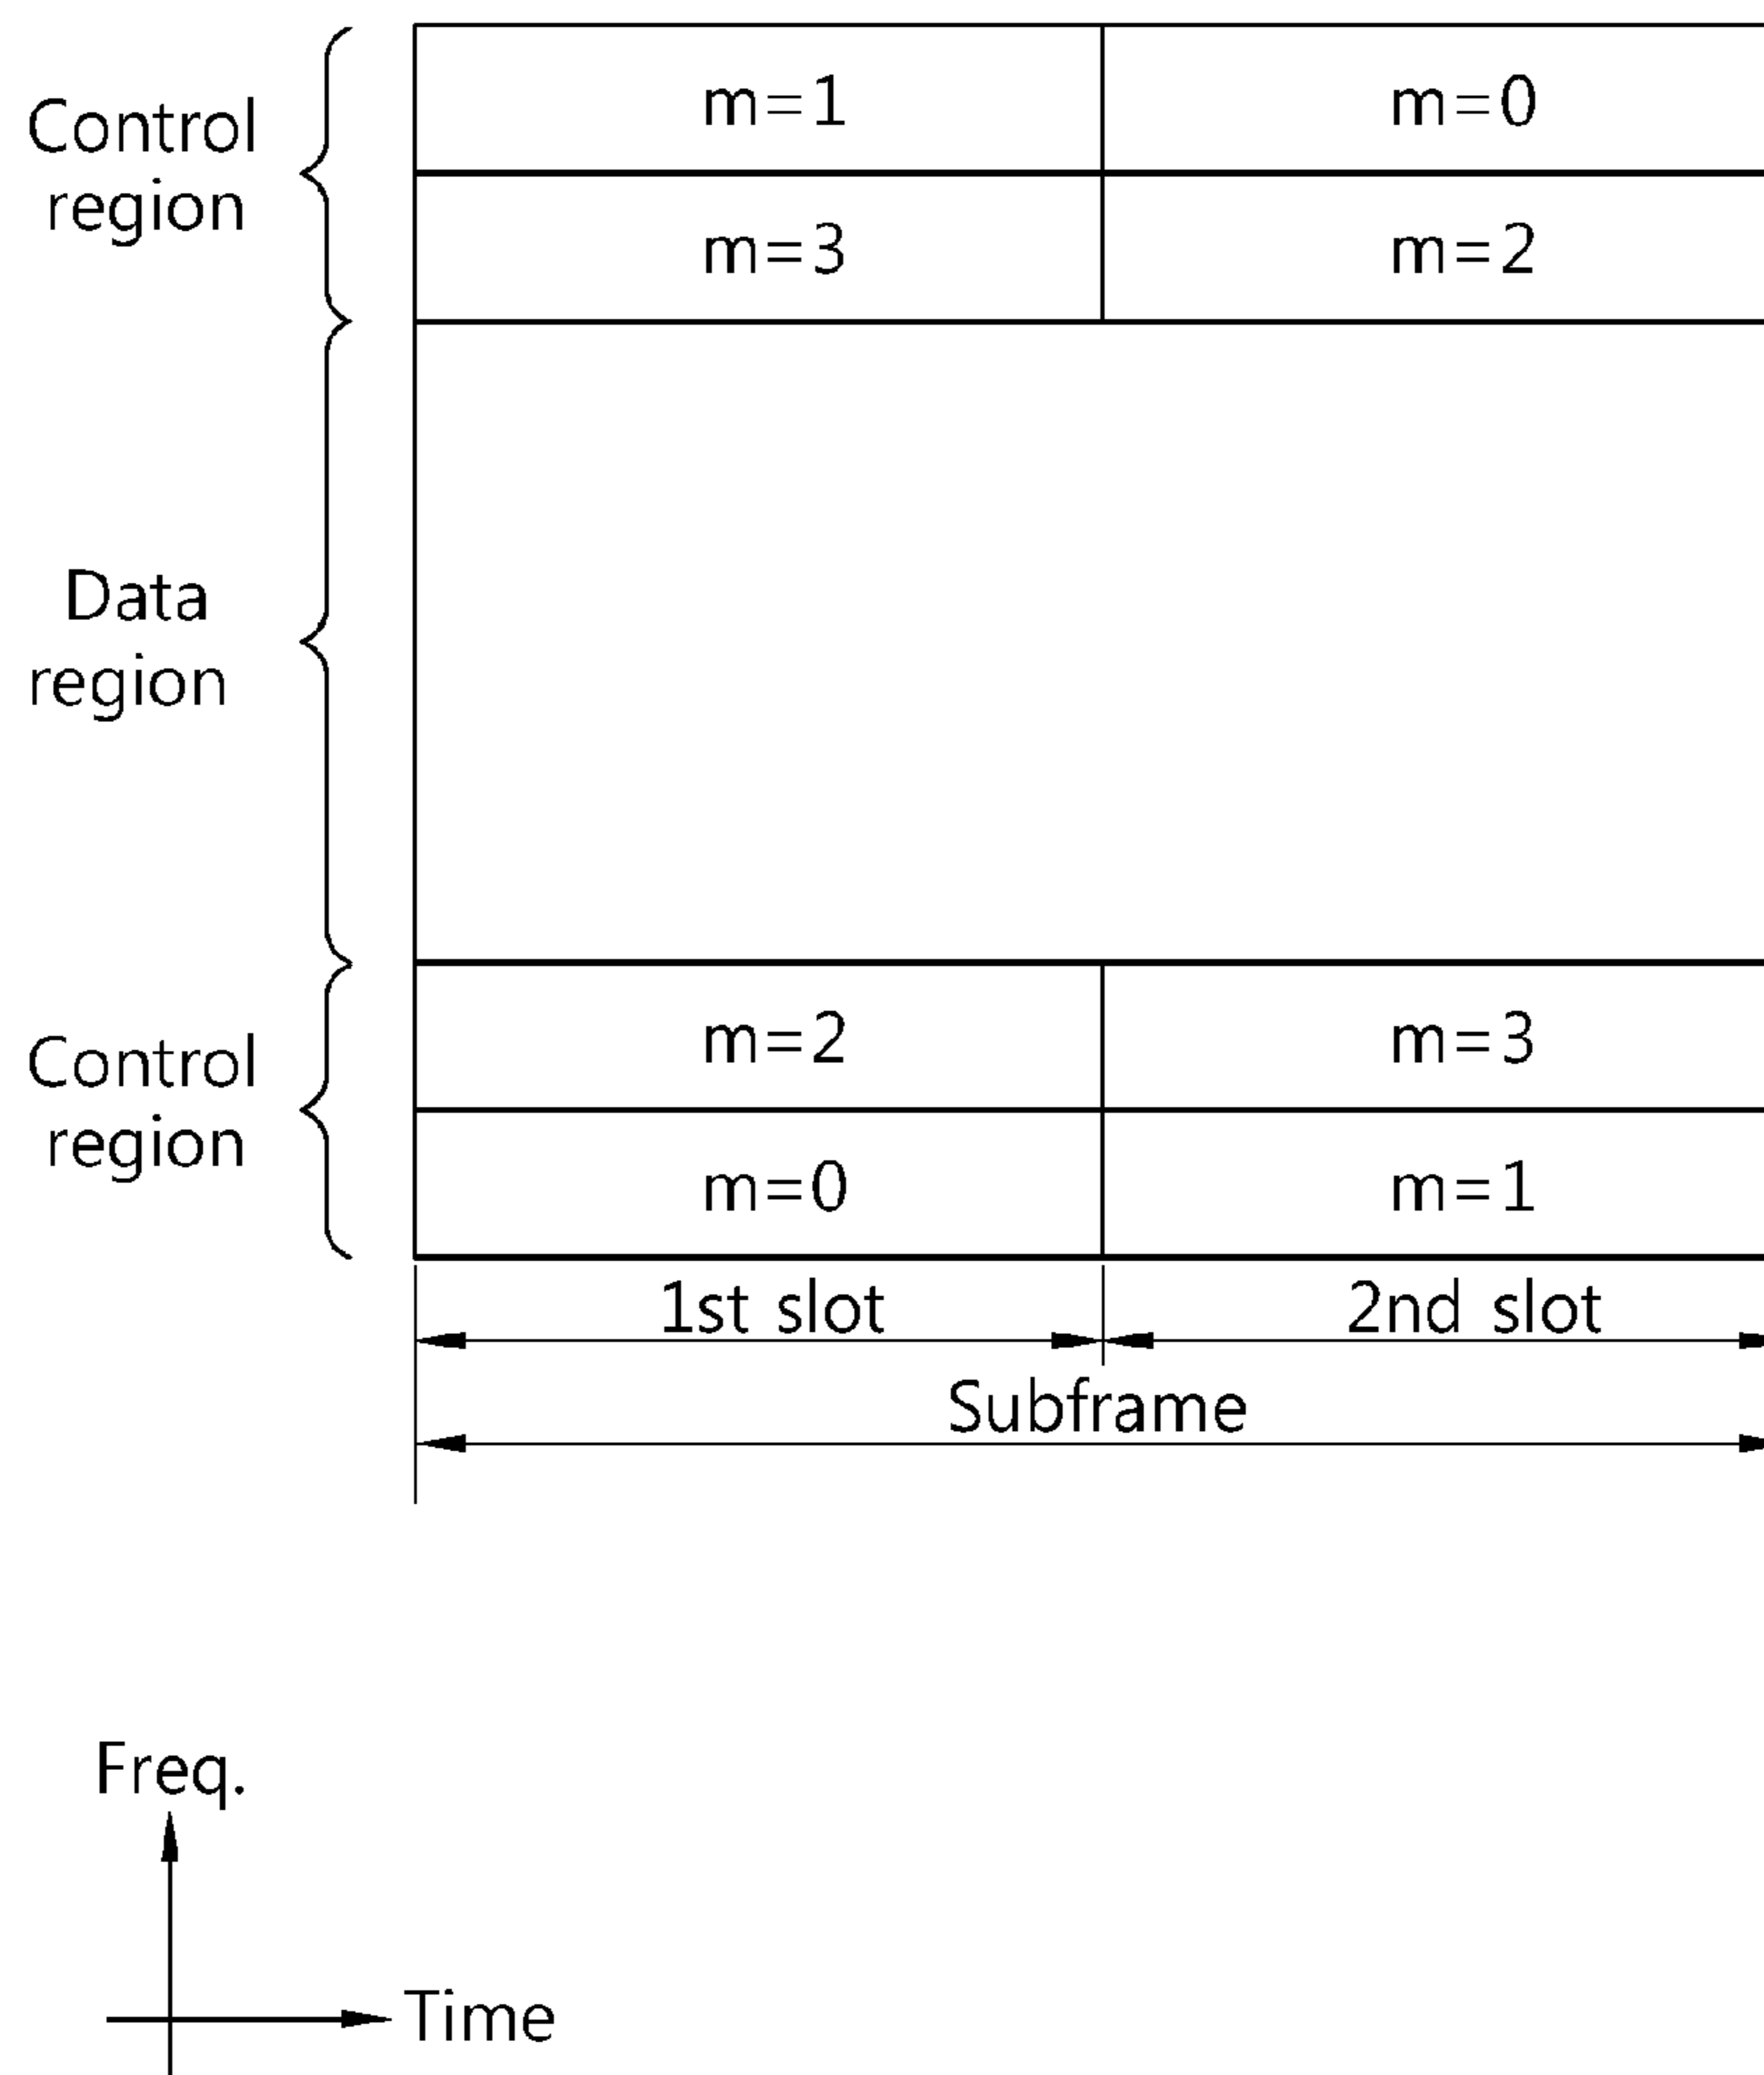 m=1 m=0
Control
region
m=3 m=2
Data
region
m=2 m=3
Control
region
m=0 m=1
1st slot 2nd slot
Subframe
Freq.
Time